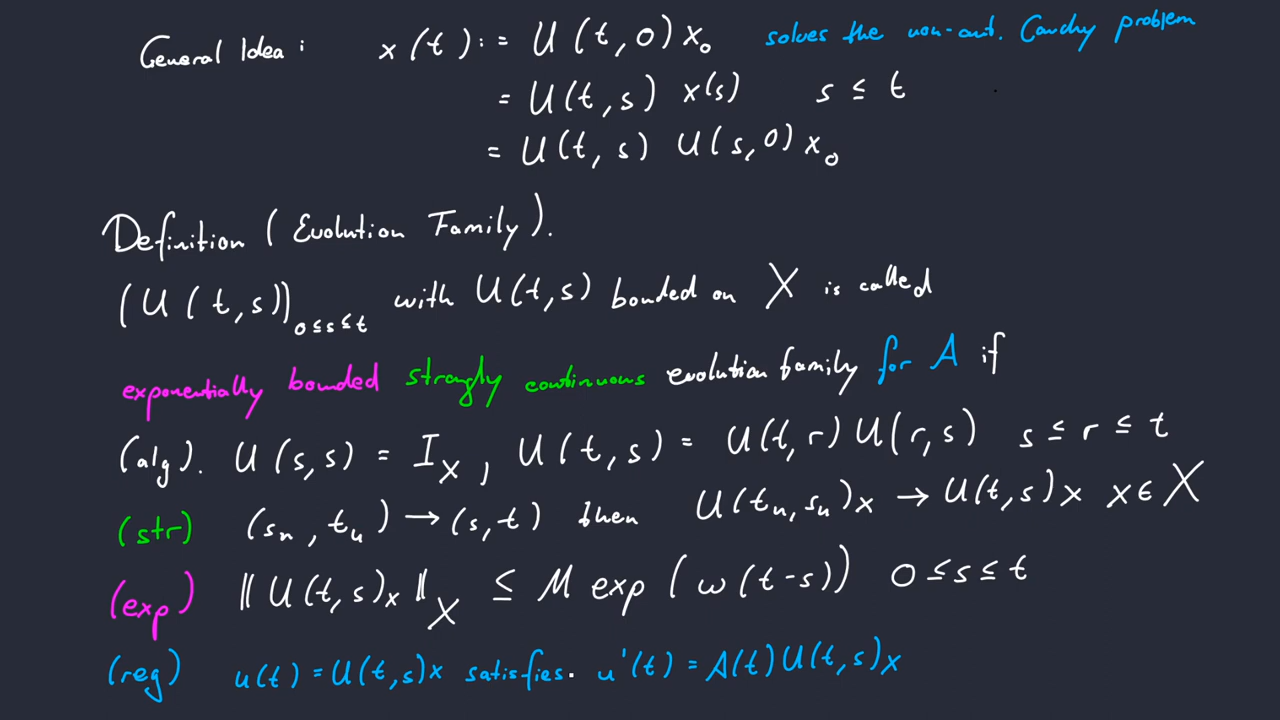 General Idea: x(t) := U(t,0) x₀ solves the non-aut. Cauchy problem
= U(t,s) x(s) s ≤ t
= U(t,s) U(s,0) x₀
Definition (Evolution Family).
(U(t,s))_{0≤s≤t} with U(t,s) bonded on X is called
exponentially bounded strongly continuous evolution family for A if
(alg). U(s,s) = I_X, U(t,s) = U(t,r) U(r,s) s ≤ r ≤ t
(str) (sₙ, tₙ) → (s,t) then U(tₙ,sₙ)x → U(t,s)x x ∈ X
(exp) ‖U(t,s)x‖_X ≤ M exp(ω(t-s)) 0 ≤ s ≤ t
(reg) u(t) = U(t,s)x satisfies. u'(t) = A(t)U(t,s)x